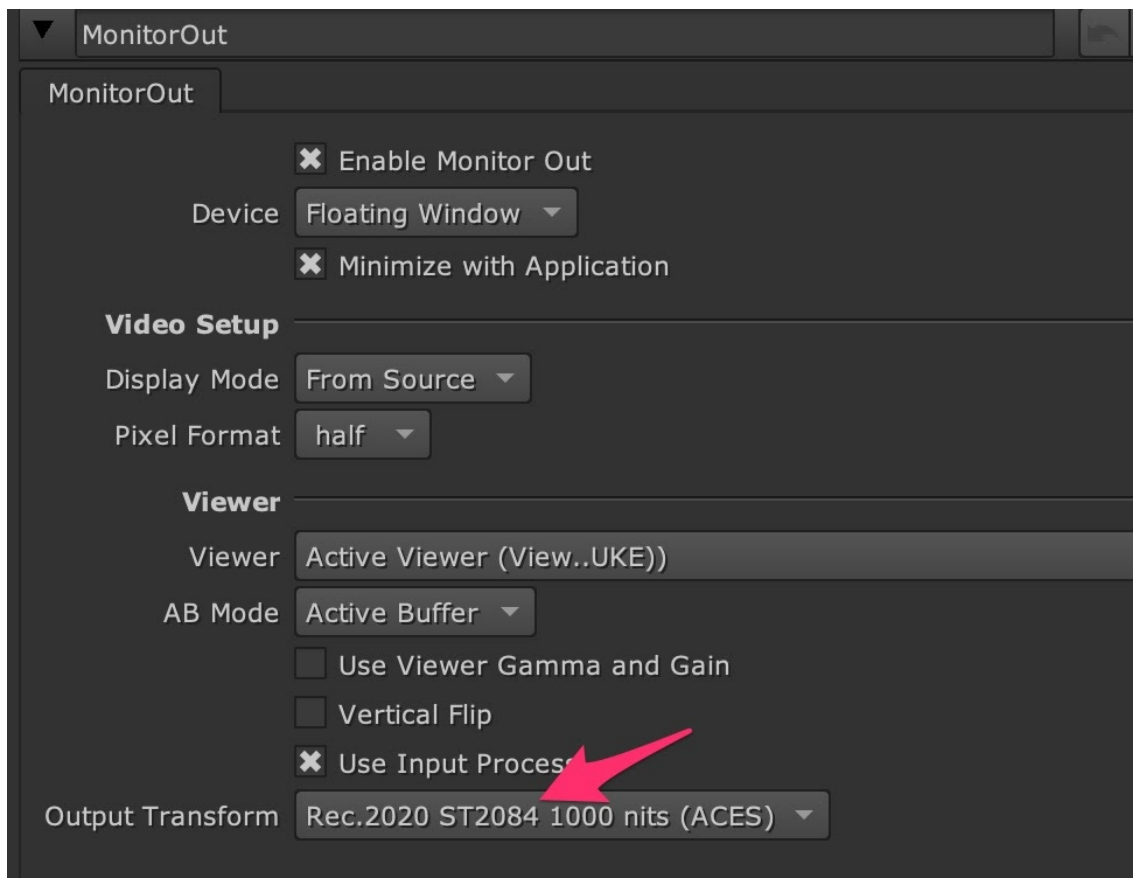 MonitorOut
MonitorOut
Enable Monitor Out
Device Floating Window
Minimize with Application
Video Setup
Display Mode From Source
Pixel Format half
Viewer
Viewer Active Viewer (View..UKE))
AB Mode Active Buffer
Use Viewer Gamma and Gain
Vertical Flip
Use Input Process
Output Transform Rec.2020 ST2084 1000 nits (ACES)